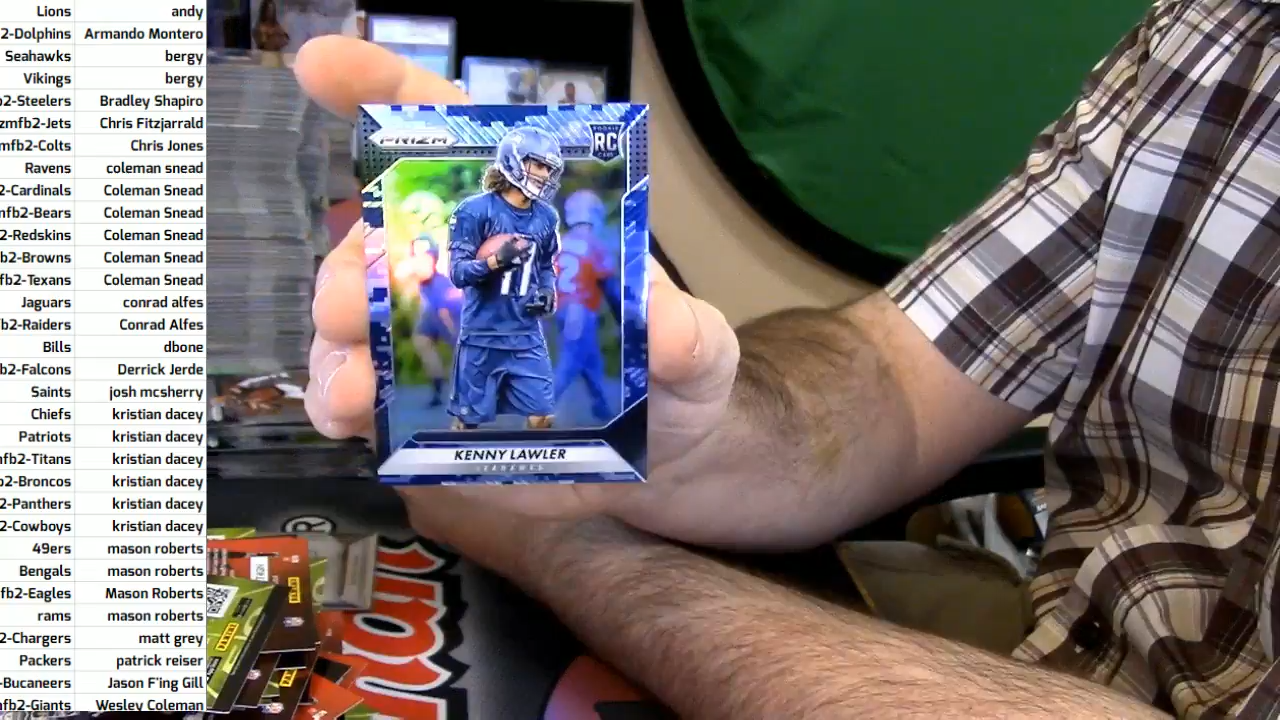 Lions andy
2-Dolphins Armando Montero
Seahawks bergy
Vikings bergy
b2-Steelers Bradley Shapiro
zmfb2-Jets Chris Fitzjarrald
mfb2-Colts Chris Jones
Ravens coleman snead
2-Cardinals Coleman Snead
mfb2-Bears Coleman Snead
2-Redskins Coleman Snead
b2-Browns Coleman Snead
fb2-Texans Coleman Snead
Jaguars conrad alfes
b2-Raiders Conrad Alfes
Bills dbone
b2-Falcons Derrick Jerde
Saints josh mcsherry
Chiefs kristian dacey
Patriots kristian dacey
nfb2-Titans kristian dacey
b2-Broncos kristian dacey
2-Panthers kristian dacey
2-Cowboys kristian dacey
49ers mason roberts
Bengals mason roberts
fb2-Eagles Mason Roberts
rams mason roberts
2-Chargers matt grey
Packers patrick reiser
-Bucaneers Jason F'ing Gill
nfb2-Giants Wesley Coleman
PRIZM
ROOKIE
RC
CARD
11
2
KENNY LAWLER
SEAHAWKS
PANINI